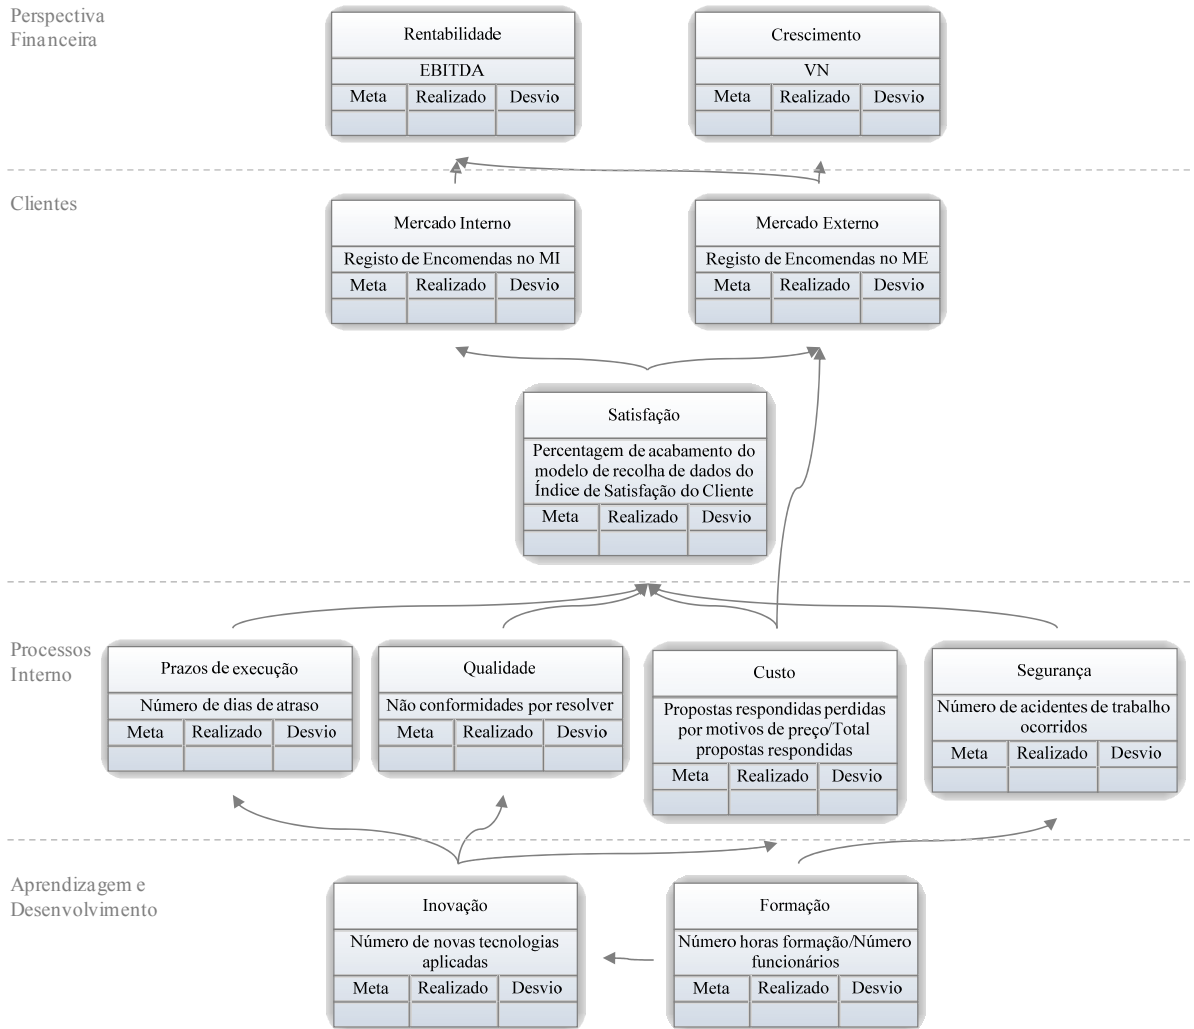 Perspectiva
Financeira
Rentabilidade
EBITDA
Meta Realizado Desvio
Crescimento
VN
Meta Realizado Desvio
Clientes
Mercado Interno
Registo de Encomendas no MI
Meta Realizado Desvio
Mercado Externo
Registo de Encomendas no ME
Meta Realizado Desvio
Satisfação
Percentagem de acabamento do
modelo de recolha de dados do
Índice de Satisfação do Cliente
Meta Realizado Desvio
Processos
Interno
Prazos de execução
Número de dias de atraso
Meta Realizado Desvio
Qualidade
Não conformidades por resolver
Meta Realizado Desvio
Custo
Propostas respondidas perdidas
por motivos de preço/Total
propostas respondidas
Meta Realizado Desvio
Segurança
Número de acidentes de trabalho
ocorridos
Meta Realizado Desvio
Aprendizagem e
Desenvolvimento
Inovação
Número de novas tecnologias
aplicadas
Meta Realizado Desvio
Formação
Número horas formação/Número
funcionários
Meta Realizado Desvio